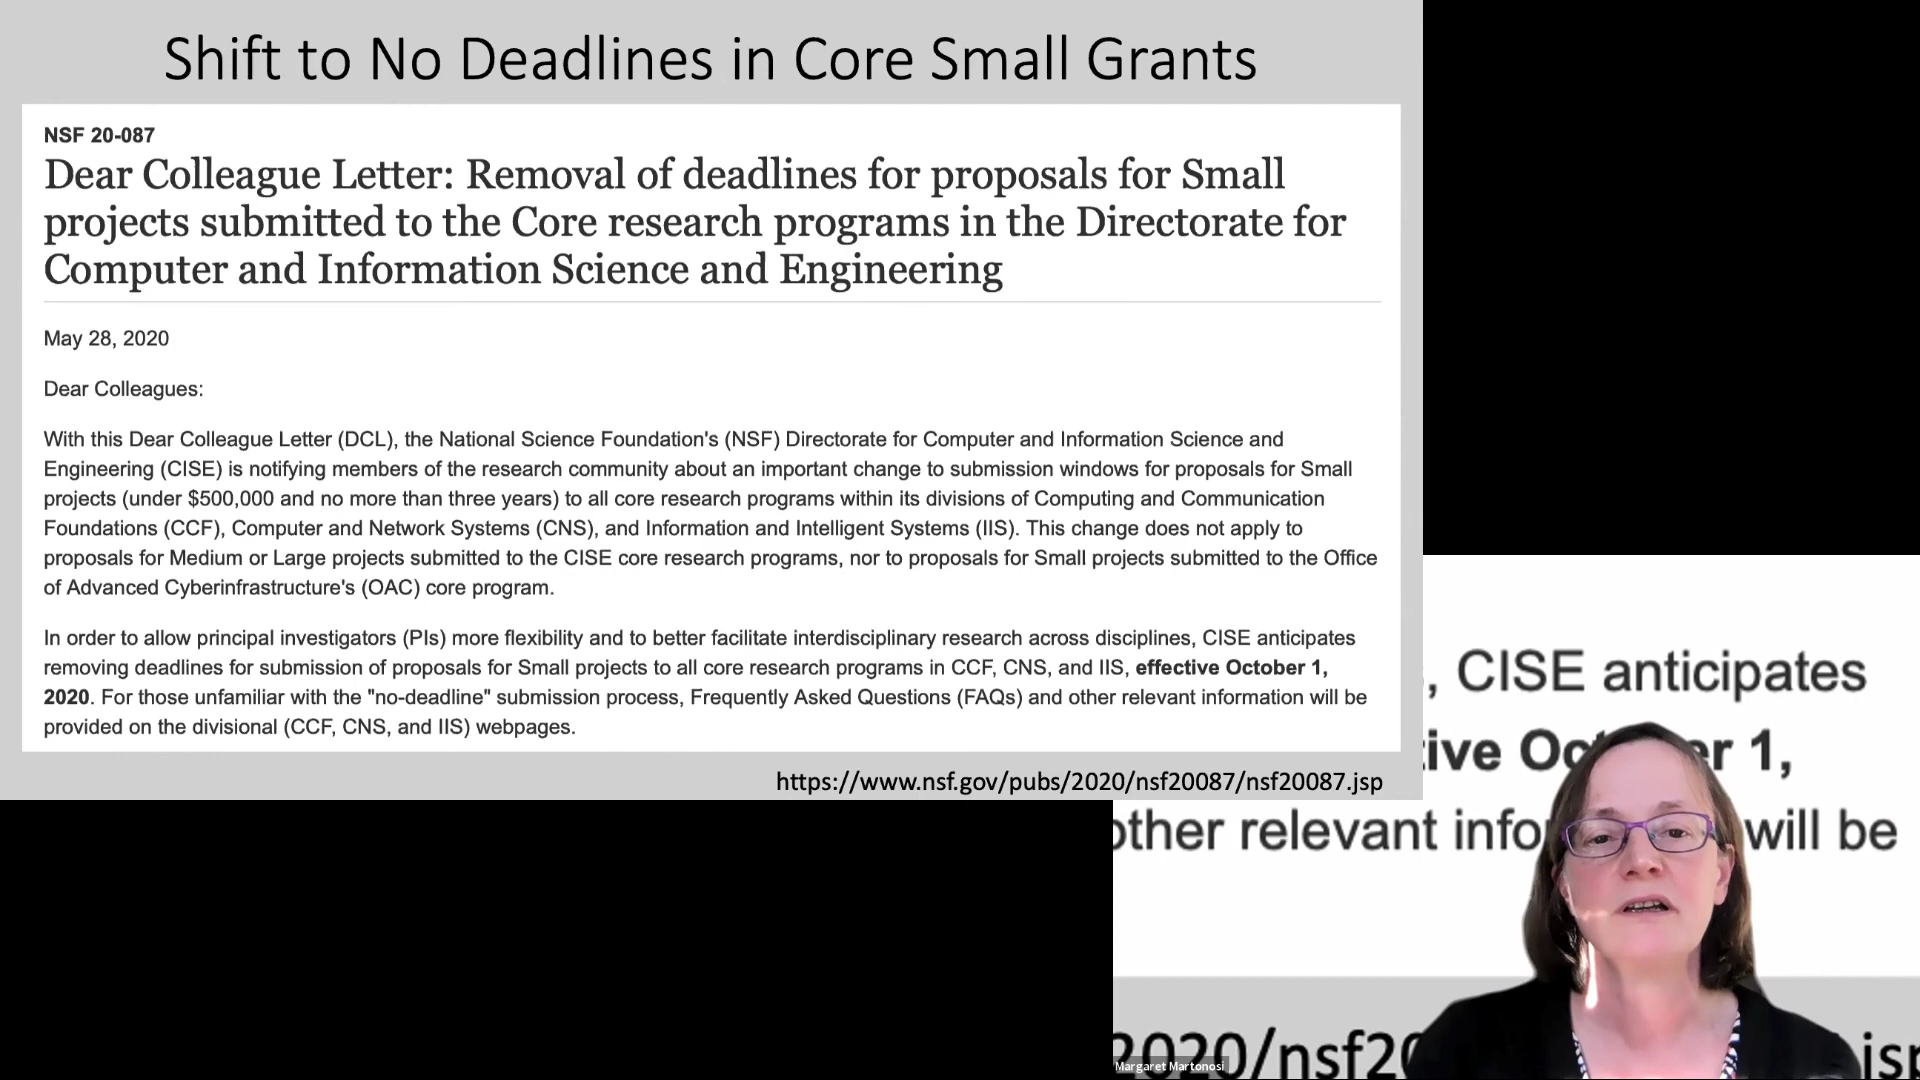 Shift to No Deadlines in Core Small Grants
NSF 20-087
Dear Colleague Letter: Removal of deadlines for proposals for Small
projects submitted to the Core research programs in the Directorate for
Computer and Information Science and Engineering
May 28, 2020
Dear Colleagues:
With this Dear Colleague Letter (DCL), the National Science Foundation's (NSF) Directorate for Computer and Information Science and
Engineering (CISE) is notifying members of the research community about an important change to submission windows for proposals for Small
projects (under $500,000 and no more than three years) to all core research programs within its divisions of Computing and Communication
Foundations (CCF), Computer and Network Systems (CNS), and Information and Intelligent Systems (IIS). This change does not apply to
proposals for Medium or Large projects submitted to the CISE core research programs, nor to proposals for Small projects submitted to the Office
of Advanced Cyberinfrastructure's (OAC) core program.
In order to allow principal investigators (PIs) more flexibility and to better facilitate interdisciplinary research across disciplines, CISE anticipates
removing deadlines for submission of proposals for Small projects to all core research programs in CCF, CNS, and IIS, effective October 1,
2020. For those unfamiliar with the "no-deadline" submission process, Frequently Asked Questions (FAQs) and other relevant information will be
provided on the divisional (CCF, CNS, and IIS) webpages.
https://www.nsf.gov/pubs/2020/nsf20087/nsf20087.jsp
, CISE anticipates
ive Oc er 1,
other relevant info will be
2020/nsf20 .jsp
Margaret Martonosi